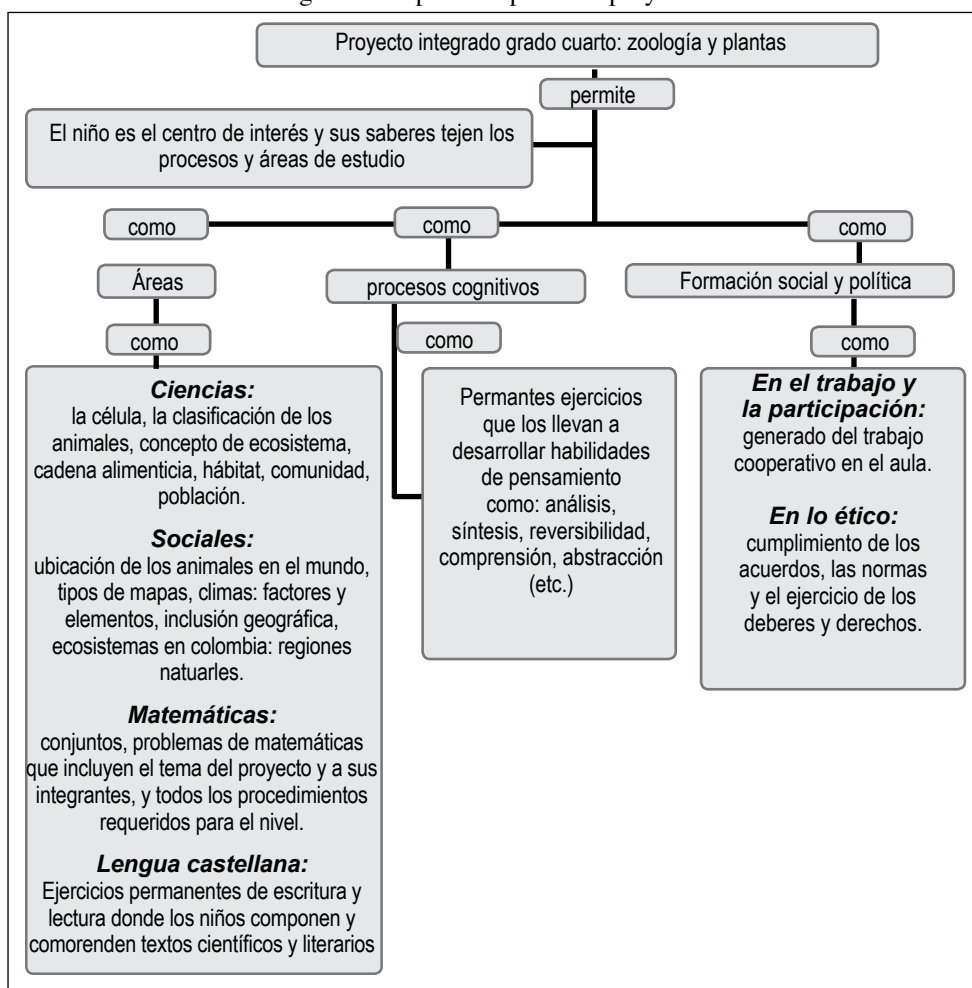 Proyecto integrado grado cuarto: zoología y plantas
permite
El niño es el centro de interés y sus saberes tejen los
procesos y áreas de estudio
como
como
como
Áreas
procesos cognitivos
Formación social y política
como
como
como
Ciencias:
la célula, la clasificación de los
animales, concepto de ecosistema,
cadena alimenticia, hábitat, comunidad,
población.
Sociales:
ubicación de los animales en el mundo,
tipos de mapas, climas: factores y
elementos, inclusión geográfica,
ecosistemas en colombia: regiones
natuarles.
Matemáticas:
conjuntos, problemas de matemáticas
que incluyen el tema del proyecto y a sus
integrantes, y todos los procedimientos
requeridos para el nivel.
Lengua castellana:
Ejercicios permanentes de escritura y
lectura donde los niños componen y
comorenden textos científicos y literarios
Permantes ejercicios
que los llevan a
desarrollar habilidades
de pensamiento
como: análisis,
síntesis, reversibilidad,
comprensión, abstracción
(etc.)
En el trabajo y
la participación:
generado del trabajo
cooperativo en el aula.
En lo ético:
cumplimiento de los
acuerdos, las normas
y el ejercicio de los
deberes y derechos.